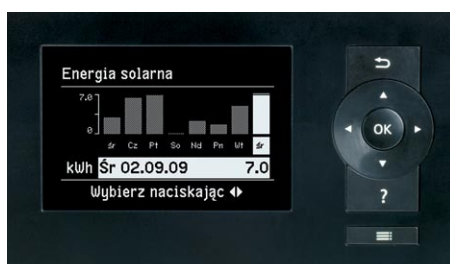 Energia solarna
7.0
0
śr Cz Pt So Nd Pn Wt śr
kWh Śr 02.09.09 7.0
Wybierz naciskając
OK
?